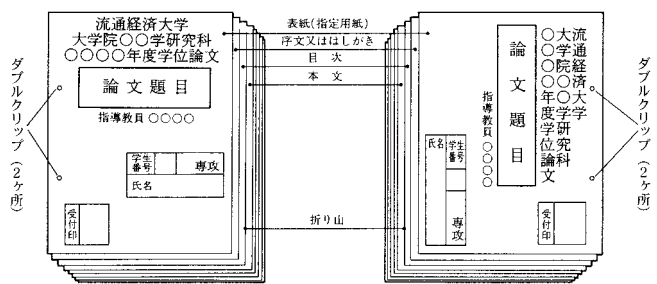 流通経済大学
大学院○○学研究科
○○○○年度学位論文
論文題目
指導教員 ○○○○
学生番号
専攻
氏名
受付印
ダブルクリップ(2ヶ所)
表紙(指定用紙)
序文又ははしがき
目次
本文
折り山
流通経済大学
大学院○○学研究科
○○○○年度学位論文
論文題目
指導教員 ○○○○
氏名
学生番号
専攻
受付印
ダブルクリップ(2ヶ所)